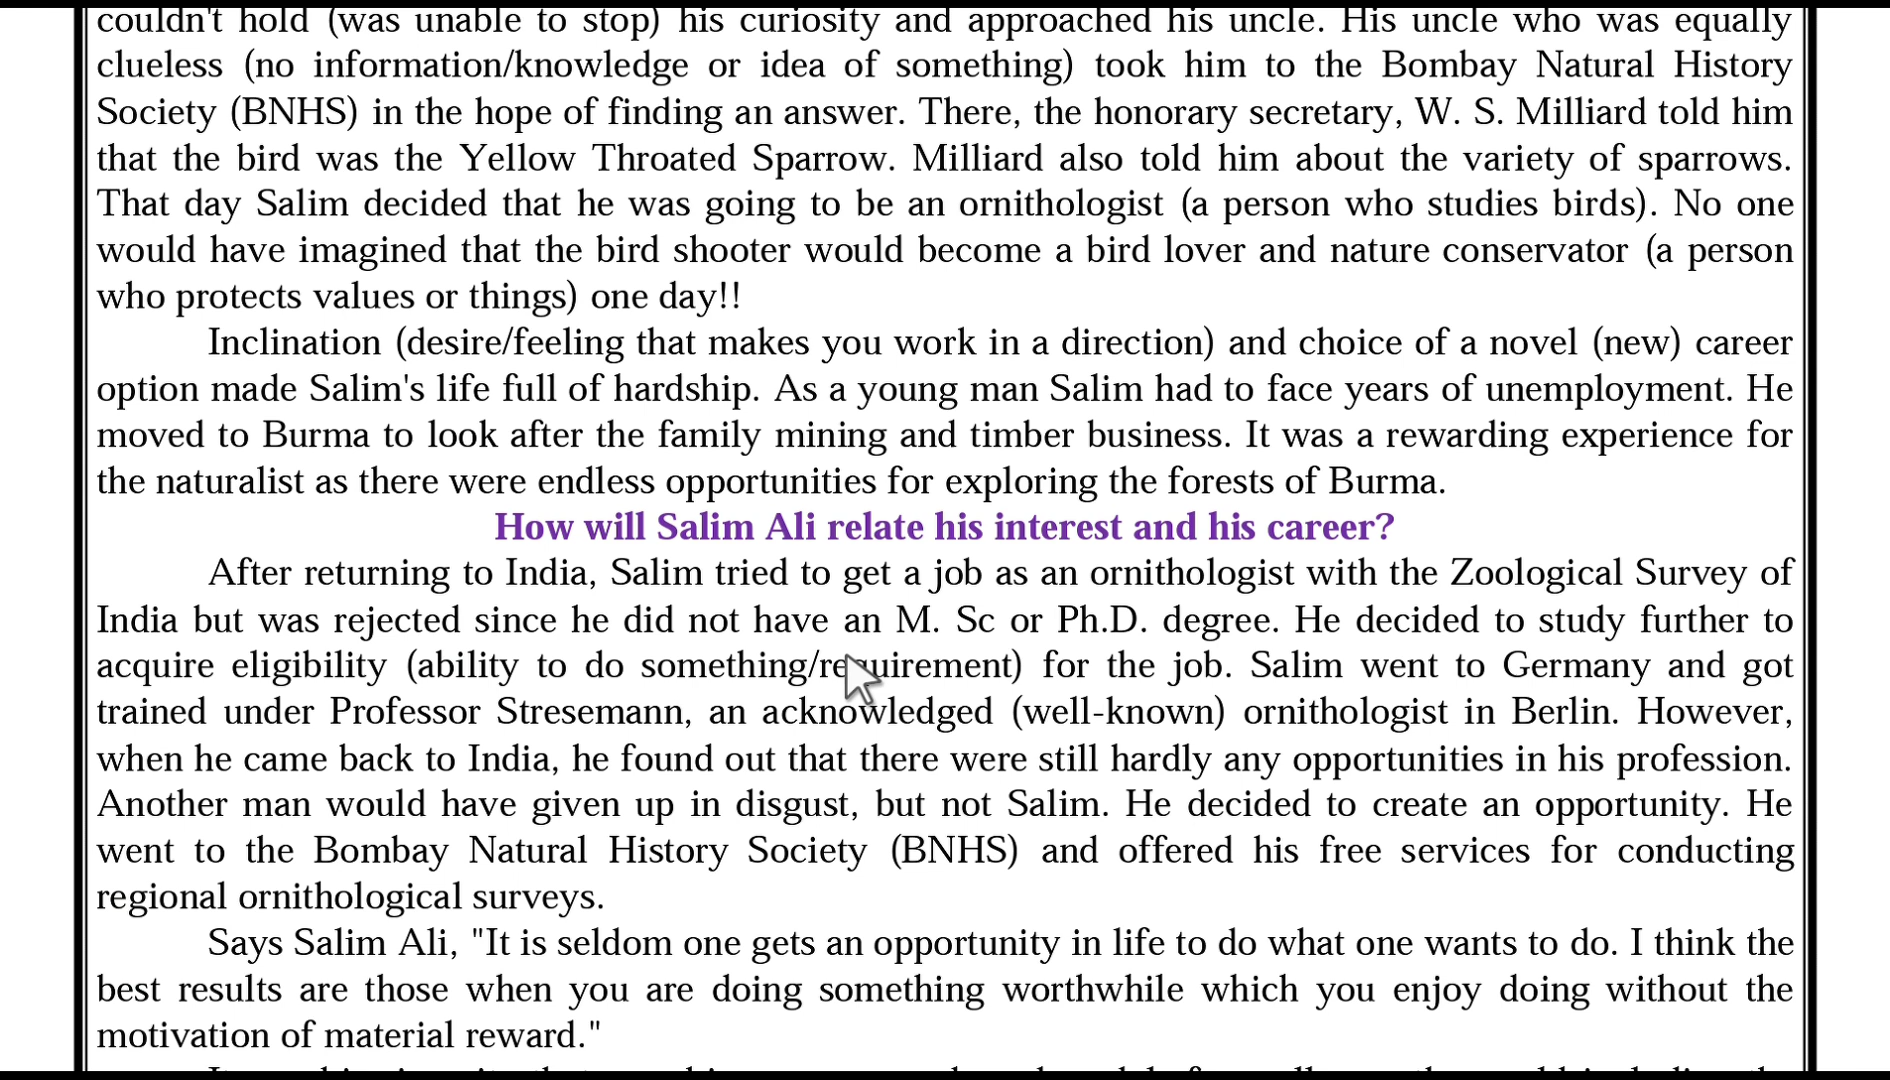 couldn't hold (was unable to stop) his curiosity and approached his uncle. His uncle who was equally
clueless (no information/knowledge or idea of something) took him to the Bombay Natural History
Society (BNHS) in the hope of finding an answer. There, the honorary secretary, W. S. Milliard told him
that the bird was the Yellow Throated Sparrow. Milliard also told him about the variety of sparrows.
That day Salim decided that he was going to be an ornithologist (a person who studies birds). No one
would have imagined that the bird shooter would become a bird lover and nature conservator (a person
who protects values or things) one day!!
Inclination (desire/feeling that makes you work in a direction) and choice of a novel (new) career
option made Salim's life full of hardship. As a young man Salim had to face years of unemployment. He
moved to Burma to look after the family mining and timber business. It was a rewarding experience for
the naturalist as there were endless opportunities for exploring the forests of Burma.
How will Salim Ali relate his interest and his career?
After returning to India, Salim tried to get a job as an ornithologist with the Zoological Survey of
India but was rejected since he did not have an M. Sc or Ph.D. degree. He decided to study further to
acquire eligibility (ability to do something/requirement) for the job. Salim went to Germany and got
trained under Professor Stresemann, an acknowledged (well-known) ornithologist in Berlin. However,
when he came back to India, he found out that there were still hardly any opportunities in his profession.
Another man would have given up in disgust, but not Salim. He decided to create an opportunity. He
went to the Bombay Natural History Society (BNHS) and offered his free services for conducting
regional ornithological surveys.
Says Salim Ali, "It is seldom one gets an opportunity in life to do what one wants to do. I think the
best results are those when you are doing something worthwhile which you enjoy doing without the
motivation of material reward."